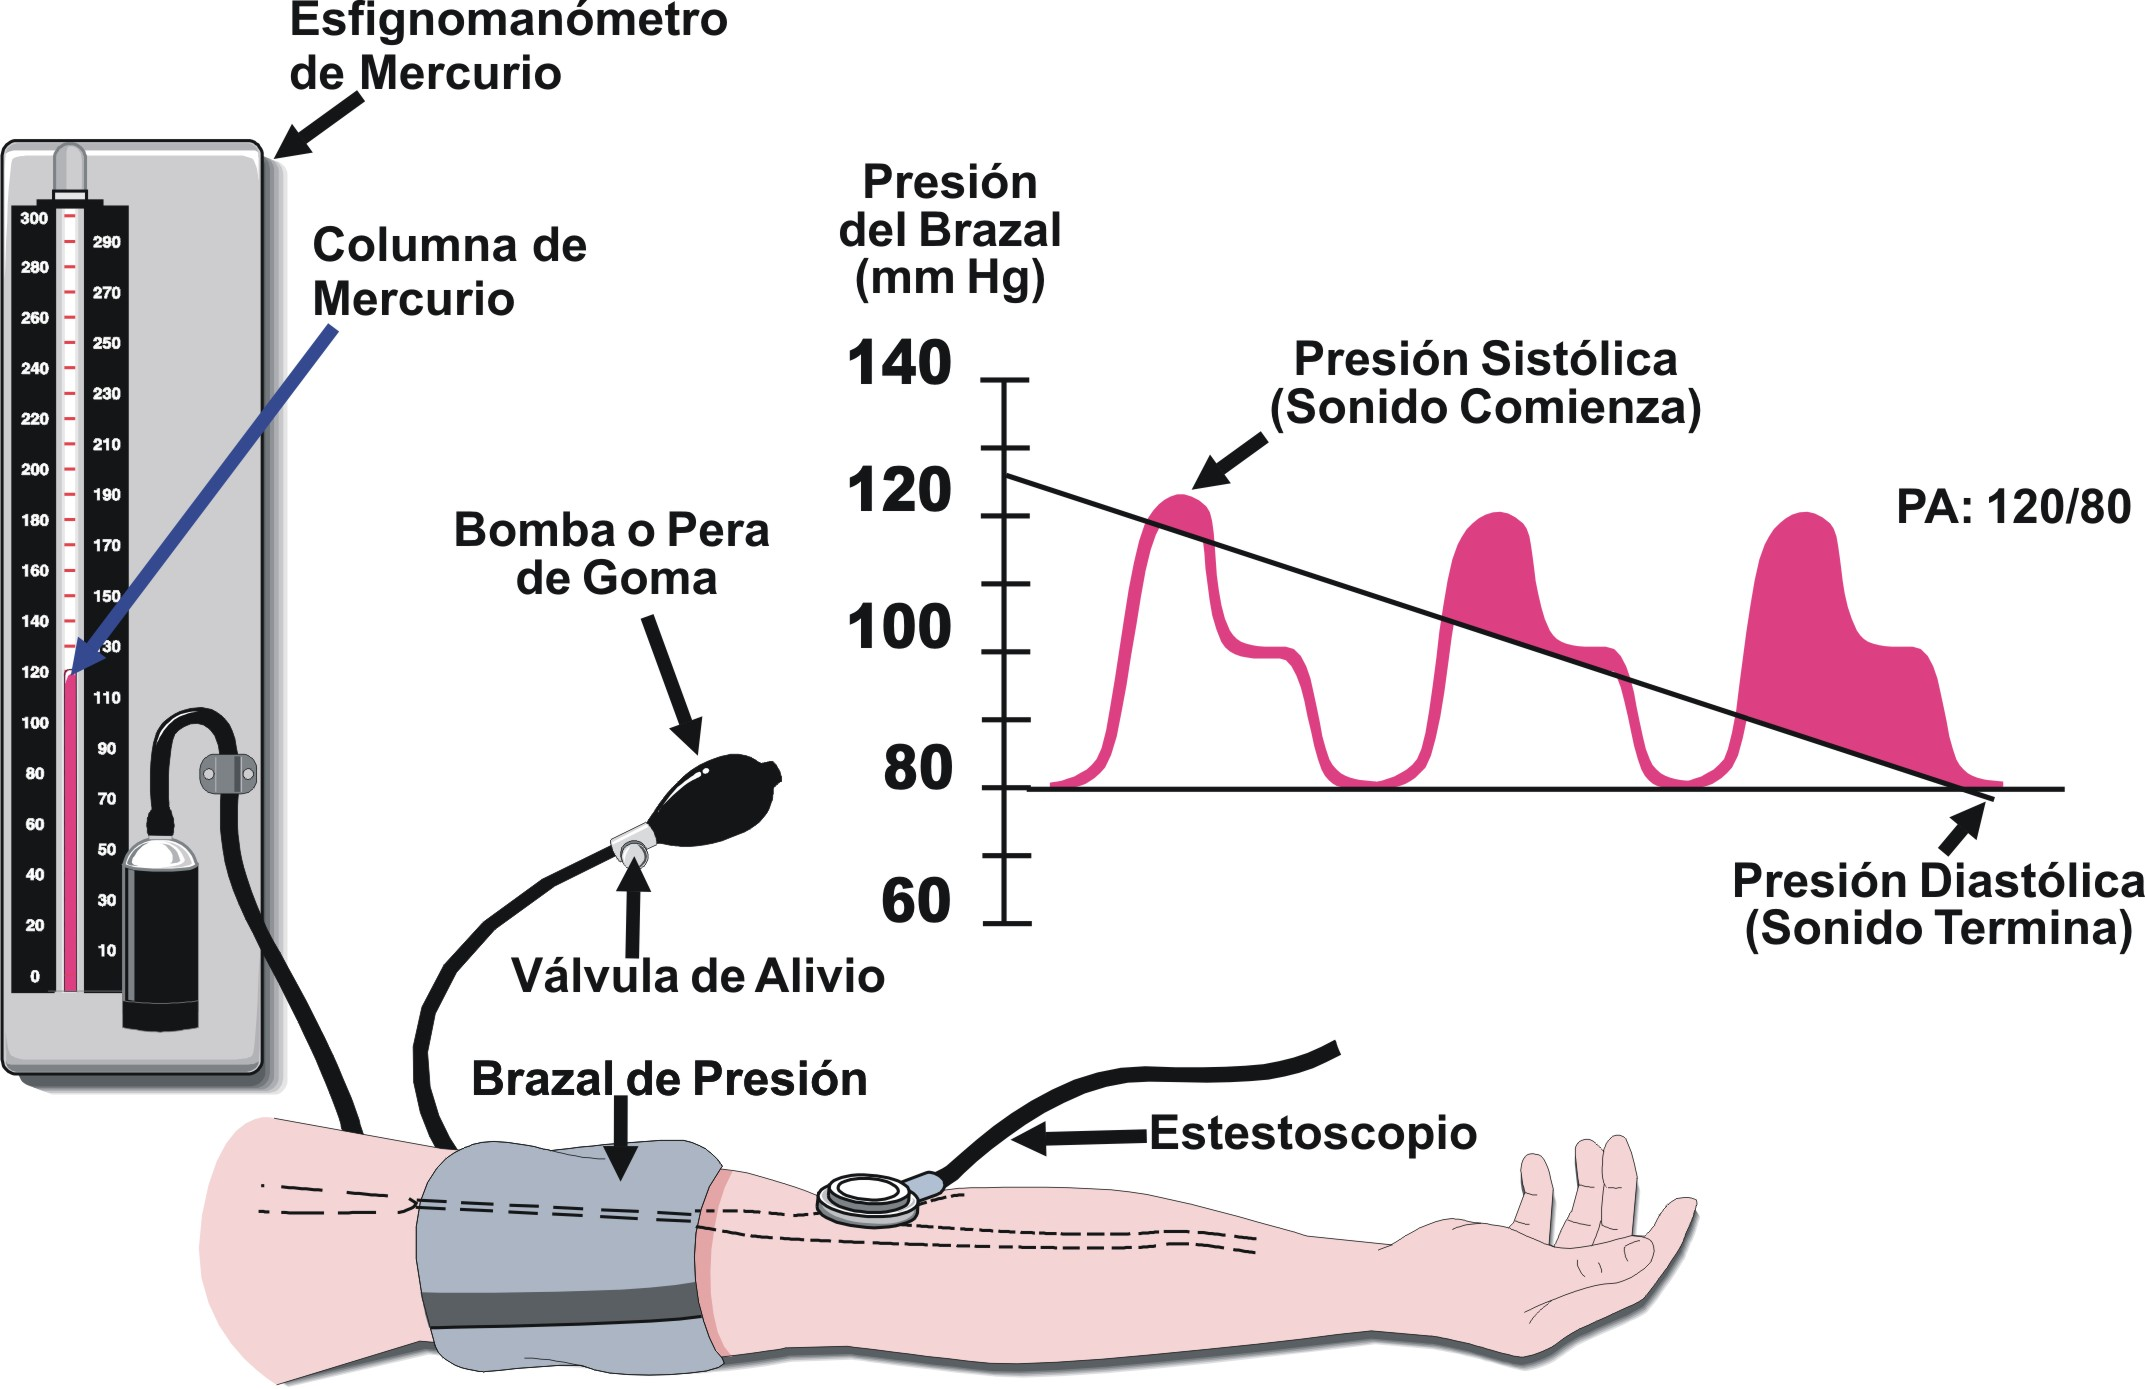 Esfignomanómetro
de Mercurio
Columna de
Mercurio
300
290
280
270
260
250
240
230
220
210
200
190
180
170
160
150
140
30
120
110
100
90
80
70
60
50
40
30
20
10
0
Bomba o Pera
de Goma
Válvula de Alivio
Brazal de Presión
Estestoscopio
Presión
del Brazal
(mm Hg)
140
120
100
80
60
Presión Sistólica
(Sonido Comienza)
PA: 120/80
Presión Diastólica
(Sonido Termina)